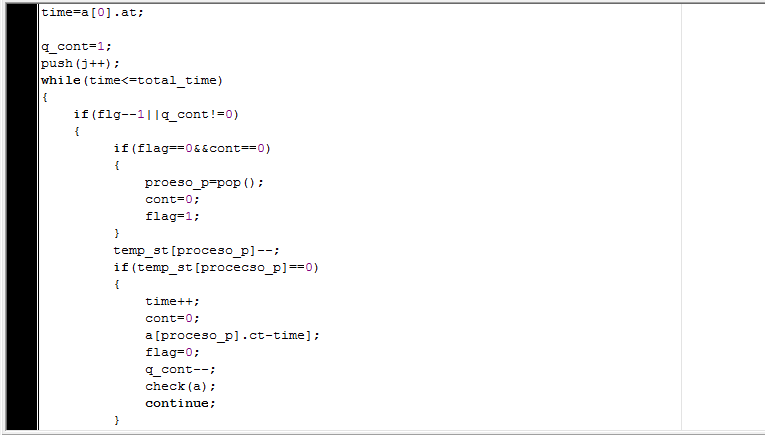 time=a[0].at;
q_cont=1;
push(j++);
while(time<=total_time)
{
if(flg--1||q_cont!=0)
{
if(flag==0&&cont==0)
{
proeso_p=pop();
cont=0;
flag=1;
}
temp_st[proceso_p]--;
if(temp_st[procecso_p]==0)
{
time++;
cont=0;
a[proceso_p].ct-time];
flag=0;
q_cont--;
check(a);
continue;
}